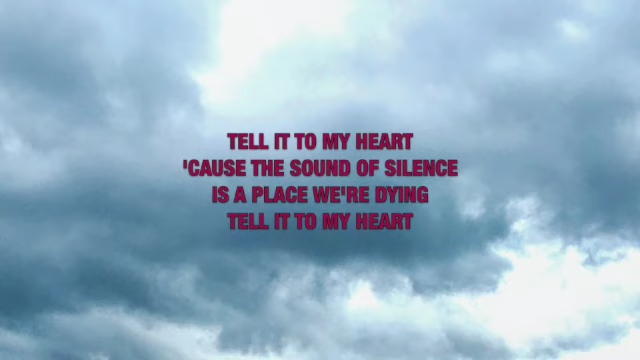 TELL IT TO MY HEART
'CAUSE THE SOUND OF SILENCE
IS A PLACE WE'RE DYING
TELL IT TO MY HEART